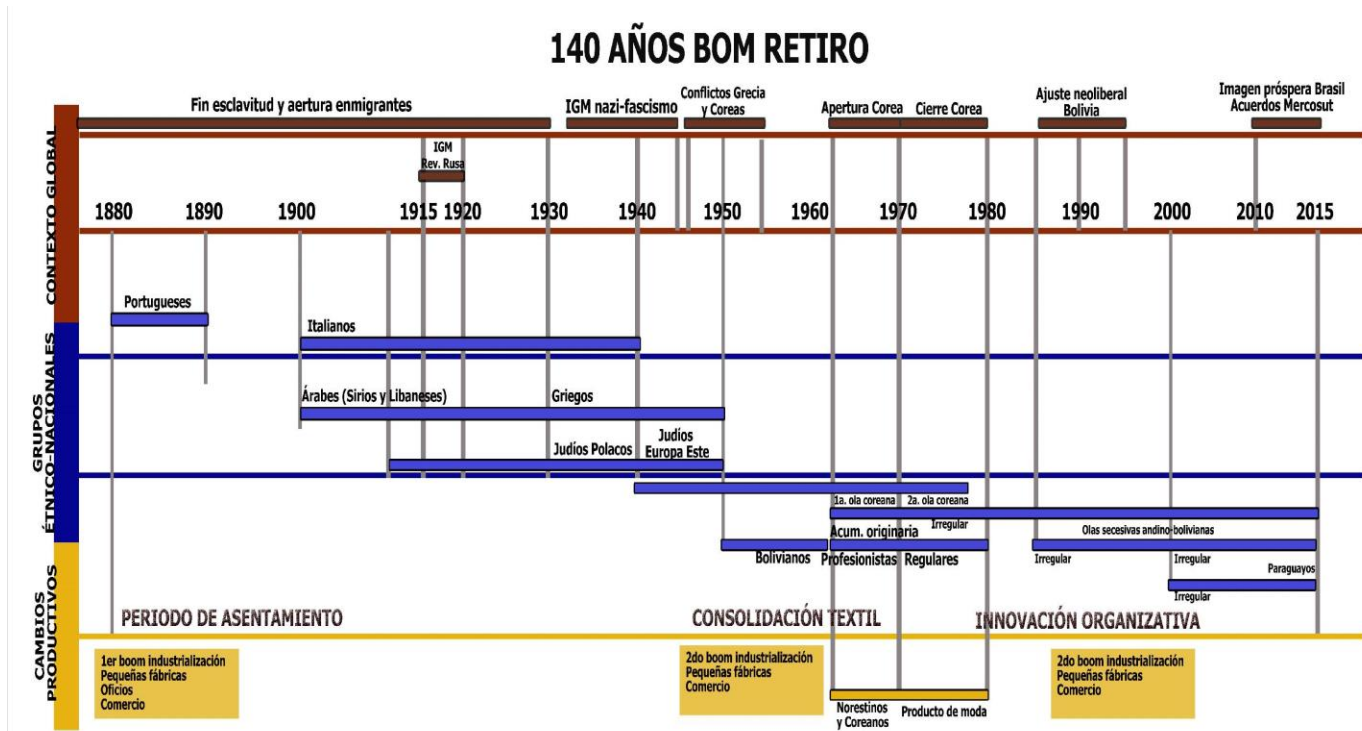 140 AÑOS BOM RETIRO
Fin esclavitud y aertura enmigrantes
IGM nazi-fascismo
Conflictos Grecia
y Coreas
Apertura Corea
Cierre Corea
Ajuste neoliberal
Bolivia
Imagen próspera Brasil
Acuerdos Mercosut
IGM
Rev. Rusa
CONTEXTO GLOBAL
1880
1890
1900
1915
1920
1930
1940
1950
1960
1970
1980
1990
2000
2010
2015
GRUPOS
ÉTNICO-NACIONALES
Portugueses
Italianos
Árabes (Sirios y Libaneses)
Griegos
Judíos Polacos
Judíos
Europa Este
1a. ola coreana
2a. ola coreana
Irregular
Acum. originaria
Olas secesivas andino-bolivianas
Bolivianos
Profesionistas
Regulares
Irregular
Irregular
Paraguayos
Irregular
CAMBIOS
PRODUCTIVOS
PERIODO DE ASENTAMIENTO
CONSOLIDACIÓN TEXTIL
INNOVACIÓN ORGANIZATIVA
1er boom industrialización
Pequeñas fábricas
Oficios
Comercio
2do boom industrialización
Pequeñas fábricas
Comercio
Norestinos
y Coreanos
Producto de moda
2do boom industrialización
Pequeñas fábricas
Comercio